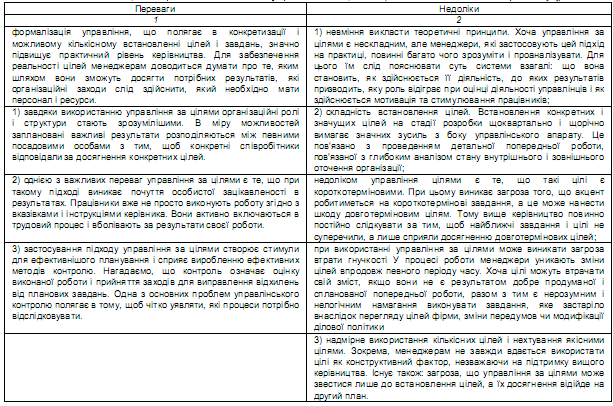 Переваги
Недоліки
1
2
формалізація управління, що полягає в конкретизації і
можливому кількісному встановленні цілей і завдань, значно
підвищує практичний рівень керівництва. Для забезпечення
реальності цілей менеджерам доводиться думати про те, яким
шляхом вони зможуть досягти потрібних результатів, які
організаційні заходи слід здійснити, який необхідно мати
персонал і ресурси.
1) невміння викласти теоретичні принципи. Хоча управління за
цілями є нескладним, але менеджери, які застосовують цей підхід
на практиці, повинні багато чого зрозуміти і проаналізувати. Для
цього їм слід пояснювати суть системи взагалі: що вона
становить, як здійснюється її діяльність, до яких результатів
призводить, яку роль відіграє при оцінці діяльності управлінців і як
здійснюється мотивація та стимулювання працівників;
1) завдяки використанню управління за цілями організаційні ролі
і структури стають зрозумілішими. В міру можливостей
заплановані важливі результати розподіляються між певними
посадовими особами з тим, щоб конкретні співробітники
відповідали за досягнення конкретних цілей.
2) складність встановлення цілей. Встановлення конкретних і
значущих цілей на стадії розробки щоквартально і щорічно
вимагає значних зусиль з боку управлінського апарату. Це
пов'язано з проведенням детальної попередньої роботи,
пов'язаної з глибоким аналізом стану внутрішнього і зовнішнього
оточення організації;
2) однією з важливих переваг управління за цілями є те, що при
такому підході виникає почуття особистої зацікавленості в
результатах. Працівники вже не просто виконують роботу згідно з
вказівками і інструкціями керівника. Вони активно включаються в
трудовий процес і вболівають за результати своєї роботи.
недоліком управління цілями є те, що такі цілі є
короткотерміновими. При цьому виникає загроза того, що акцент
робитиметься на короткотермінові завдання, а це може нанести
шкоду довготерміновим цілям. Тому вище керівництво повинно
постійно слідкувати за тим, щоб найближчі завдання і цілі не
суперечили, а лише сприяли досягненню довготермінових цілей;
3) застосування підходу управління за цілями створює стимули
для ефективнішого планування і сприяє виробленню ефективних
методів контролю. Нагадаємо, що контроль означає оцінку
виконаної роботи і прийняття заходів для виправлення відхилень
від планових завдань. Одна з основних проблем управлінського
контролю полягає в тому, щоб чітко уявляти, які процеси потрібно
відслідковувати.
при використанні управління за цілями може виникати загроза
втрати гнучкості У процесі роботи менеджери уникають зміни
цілей впродовж певного періоду часу. Хоча цілі можуть втрачати
свій зміст, якщо вони не є результатом добре продуманої і
спланованої попередньої роботи, разом з тим є нерозумним і
нелогічним намагання виконувати завдання, яке застаріло
внаслідок перегляду цілей фірми, зміни передумов чи модифікації
ділової політики
3) надмірне використання кількісних цілей і нехтування якісними
цілями. Зокрема, менеджерам не завжди вдається використати
цілі як конструктивний фактор, незважаючи на підтримку вищого
керівництва. Існує також загроза, що управління за цілями може
звестися лише до встановлення цілей, а їх досягнення відійде на
другий план.